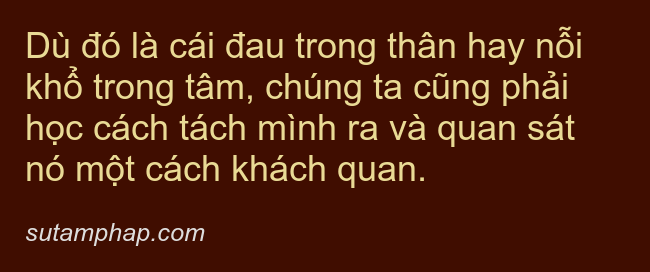 Dù đó là cái đau trong thân hay nỗi
khổ trong tâm, chúng ta cũng phải
học cách tách mình ra và quan sát
nó một cách khách quan.
sutamphap.com